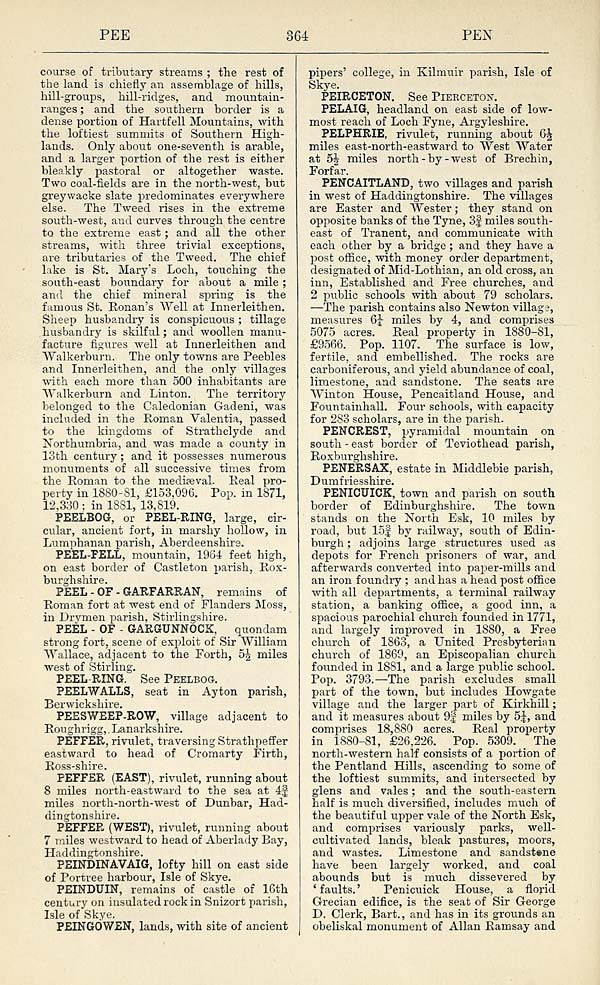 PEE 364 PEN
course of tributary streams ; the rest of
the land is chiefly an assemblage of hills,
hill-groups, hill-ridges, and mountain-
ranges ; and the southern border is a
dense portion of Hartfell Mountains, with
the loftiest summits of Southern High-
lands. Only about one-seventh is arable,
and a larger portion of the rest is either
bleakly pastoral or altogether waste.
Two coal-fields are in the north-west, but
greywacke slate predominates everywhere
else. The Tweed rises in the extreme
south-west, and curves through the centre
to the extreme east ; and all the other
streams, with three trivial exceptions,
are tributaries of the Tweed. The chief
lake is St. Mary's Loch, touching the
south-east boundary for about a mile ;
and the chief mineral spring is the
famous St. Ronan's Well at Innerleithen.
Sheep husbandry is conspicuous ; tillage
husbandry is skilful ; and woollen manu-
facture figures well at Innerleithen and
Walkerburn. The only towns are Peebles
and Innerleithen, and the only villages
with each more than 500 inhabitants are
Walkerburn and Linton. The territory
belonged to the Caledonian Gadeni, was
included in the Roman Valentia, passed
to the kingdoms of Strathclyde and
Northumbria, and was made a county in
13th century ; and it possesses numerous
monuments of all successive times from
the Roman to the mediæval. Real pro-
perty in 1880-81, £153,096. Pop. in 1871,
12,330 ; in 1881, 13,819.
PEELBOG, or PEEL-RING, large, cir-
cular, ancient fort, in marshy hollow, in
Lumphanan parish, Aberdeenshire.
PEEL-FELL, mountain, 1964 feet high,
on east border of Castleton parish, Rox-
burghshire.
PEEL - OF - GARFARRAN, remains of
Roman fort at west end of Flanders Moss,
in Drymen parish, Stirlingshire.
PEEL - OF - GARGUNNOCK, quondam
strong fort, scene of exploit of Sir William
Wallace, adjacent to the Forth, 5½ miles
west of Stirling.
PEEL-RING. See PEELBOG.
PEELWALLS, seat in Ayton parish,
Berwickshire.
PEESWEEP-ROW, village adjacent to
Roughrigg, Lanarkshire.
PEFFER, rivulet, traversing Strathpeffer
eastward to head of Cromarty Firth,
Ross-shire.
PEFFER (EAST), rivulet, running about
8 miles north-eastward to the sea at 4¾
miles north-north-west of Dunbar, Had-
dingtonshire.
PEFFER (WEST), rivulet, running about
7 miles westward to head of Aberlady Bay,
Haddingtonshire.
PEINDINAVAIG, lofty hill on east side
of Portree harbour, Isle of Skye.
PEINDUIN, remains of castle of 16th
century on insulated rock in Snizort parish,
Isle of Skye.
PEINGOWEN, lands, with site of ancient
pipers' college, in Kilmuir parish, Isle of
Skye.
PEIRCETON. See PIERCETON.
PELAIG, headland on east side of low-
most reach of Loch Fyne, Argyleshire.
PELPHRIE, rivulet, running about 6½
miles east-north-eastward to West Water
at 5½ miles north-by-west of Brechin,
Forfar.
PENCAITLAND, two villages and parish
in west of Haddingtonshire. The villages
are Easter and Wester ; they stand on
opposite banks of the Tyne, 3¾ miles south-
east of Tranent, and communicate with
each other by a bridge ; and they have a
post office, with money order department,
designated of Mid-Lothian, an old cross, an
inn, Established and Free churches, and
2 public schools with about 79 scholars.
—The parish contains also Newton village,
measures 6¼ miles by 4, and comprises
5075 acres. Real property in 1880-81,
£9566. Pop. 1107. The surface is low,
fertile, and embellished. The rocks are
carboniferous, and yield abundance of coal,
limestone, and sandstone. The seats are
Winton House, Pencaitland House, and
Fountainhall. Four schools, with capacity
for 283 scholars, are in the parish.
PENCREST, pyramidal mountain on
south-east border of Teviothead parish,
Roxburghshire.
PENERSAX, estate in Middlebie parish,
Dumfriesshire.
PENICUICK, town and parish on south
border of Edinburghshire. The town
stands on the North Esk, 10 miles by
road, but 15¾ by railway, south of Edin-
burgh ; adjoins large structures used as
depots for French prisoners of war, and
afterwards converted into paper-mills and
an iron foundry ; and has a head post office
with all departments, a terminal railway
station, a banking office, a good inn, a
spacious parochial church founded in 1771,
and largely improved in 1880, a Free
church of 1863, a United Presbyterian
church of 1869, an Episcopalian church
founded in 1881, and a large public school.
Pop. 3793.—The parish excludes small
part of the town, but includes Howgate
village and the larger part of Kirkhill ;
and it measures about 9¾ miles by 5¼, and
comprises 18,880 acres. Real property
in 1880-81, £26,226. Pop. 5309. The
north-western half consists of a portion of
the Pentland Hills, ascending to some of
the loftiest summits, and intersected by
glens and vales ; and the south-eastern
half is much diversified, includes much of
the beautiful upper vale of the North Esk,
and comprises variously parks, well-
cultivated lands, bleak pastures, moors,
and wastes. Limestone and sandstone
have been largely worked, and coal
abounds but is much dissevered by
'faults.' Penicuick House, a florid
Grecian edifice, is the seat of Sir George
D. Clerk, Bart., and has in its grounds an
obeliskal monument of Allan Ramsay and